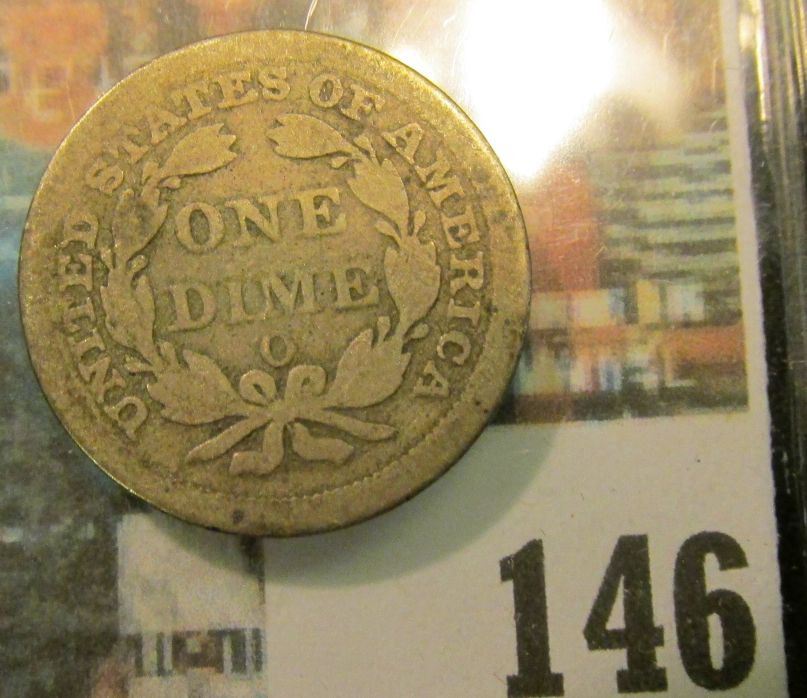 UNITED STATES OF AMERICA
ONE
DIME
O
146